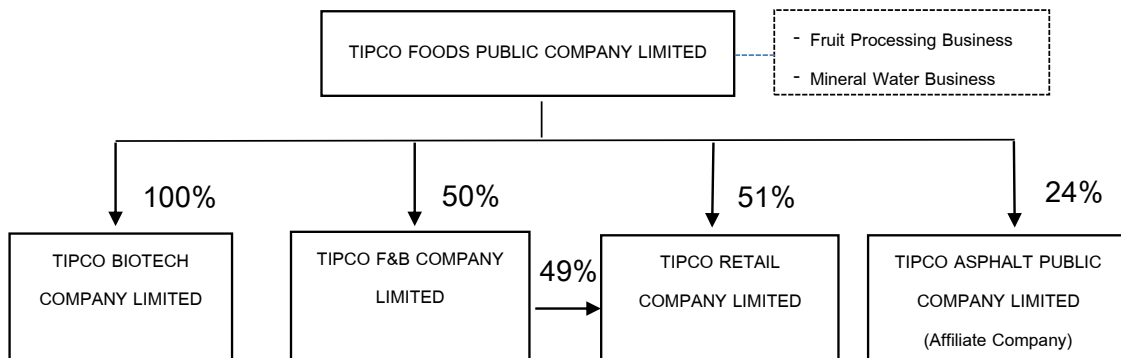 TIPCO FOODS PUBLIC COMPANY LIMITED
- Fruit Processing Business
- Mineral Water Business
100%
50%
51%
24%
TIPCO BIOTECH
COMPANY LIMITED
TIPCO F&B COMPANY
LIMITED
49%
TIPCO RETAIL
COMPANY LIMITED
TIPCO ASPHALT PUBLIC
COMPANY LIMITED
(Affiliate Company)